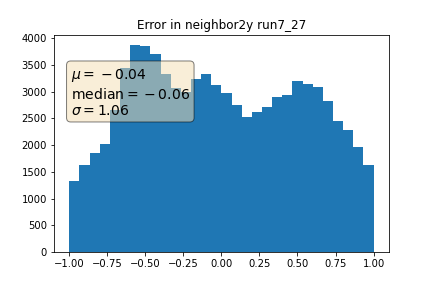 Error in neighbor2y run7_27
4000
3500
3000
2500
2000
1500
1000
500
0
μ = −0.04
median = −0.06
σ = 1.06
−1.00 −0.75 −0.50 −0.25 0.00 0.25 0.50 0.75 1.00